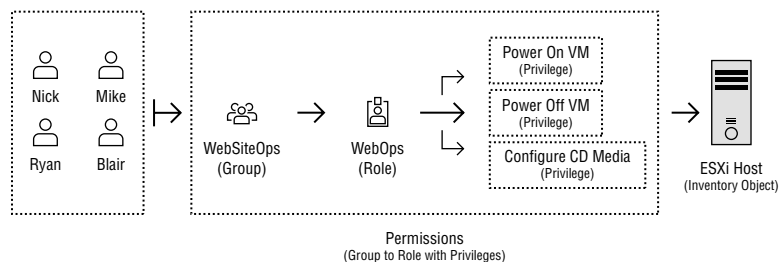 Nick
Mike
Ryan
Blair
WebSiteOps
(Group)
WebOps
(Role)
Power On VM
(Privilege)
Power Off VM
(Privilege)
Configure CD Media
(Privilege)
ESXi Host
(Inventory Object)
Permissions
(Group to Role with Privileges)